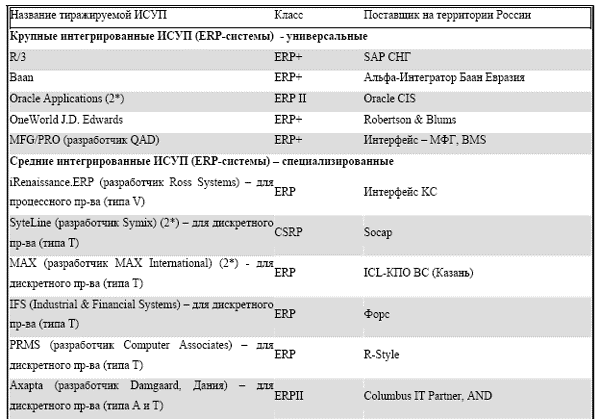 Название тиражируемой ИСУП Класс Поставщик на территории России
Крупные интегрированные ИСУП (ERP-системы) - универсальные
R/3 ERP+ SAP СНГ
Baan ERP+ Альфа-Интегратор Баан Евразия
Oracle Applications (2*) ERP II Oracle CIS
OneWorld J.D. Edwards ERP+ Robertson & Blums
MFG/PRO (разработчик QAD) ERP+ Интерфейс – МФГ, BMS
Средние интегрированные ИСУП (ERP-системы) – специализированные
iRenaissance.ERP (разработчик Ross Systems) – для
процессного пр-ва (типа V) ERP Интерфейс КС
SyteLine (разработчик Symix) (2*) – для дискретного
пр-ва (типа Т) CSRP Socap
MAX (разработчик MAX International) (2*) - для
дискретного пр-ва (типа Т) ERP ICL-КПО ВС (Казань)
IFS (Industrial & Financial Systems) – для дискретного
пр-ва (типа Т) ERP Форс
PRMS (разработчик Computer Associates) – для
дискретного пр-ва (типа Т) ERP R-Style
Axapta (разработчик Damgaard, Дания) – для
дискретного пр-ва (типа А и Т) ERPII Columbus IT Partner, AND